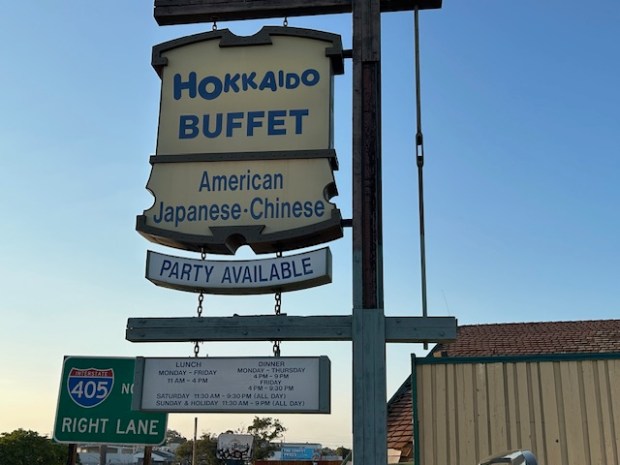 HOKKAIDO
BUFFET
American
Japanese·Chinese
PARTY AVAILABLE
LUNCH
MONDAY - FRIDAY
11 AM - 4 PM
DINNER
MONDAY - THURSDAY
4 PM - 9 PM
FRIDAY
4 PM - 9:30 PM
SATURDAY 11:30 AM - 9:30 PM (ALL DAY)
SUNDAY & HOLIDAY: 11:30 AM - 9 PM (ALL DAY)
INTERSTATE
405
NO
RIGHT LANE